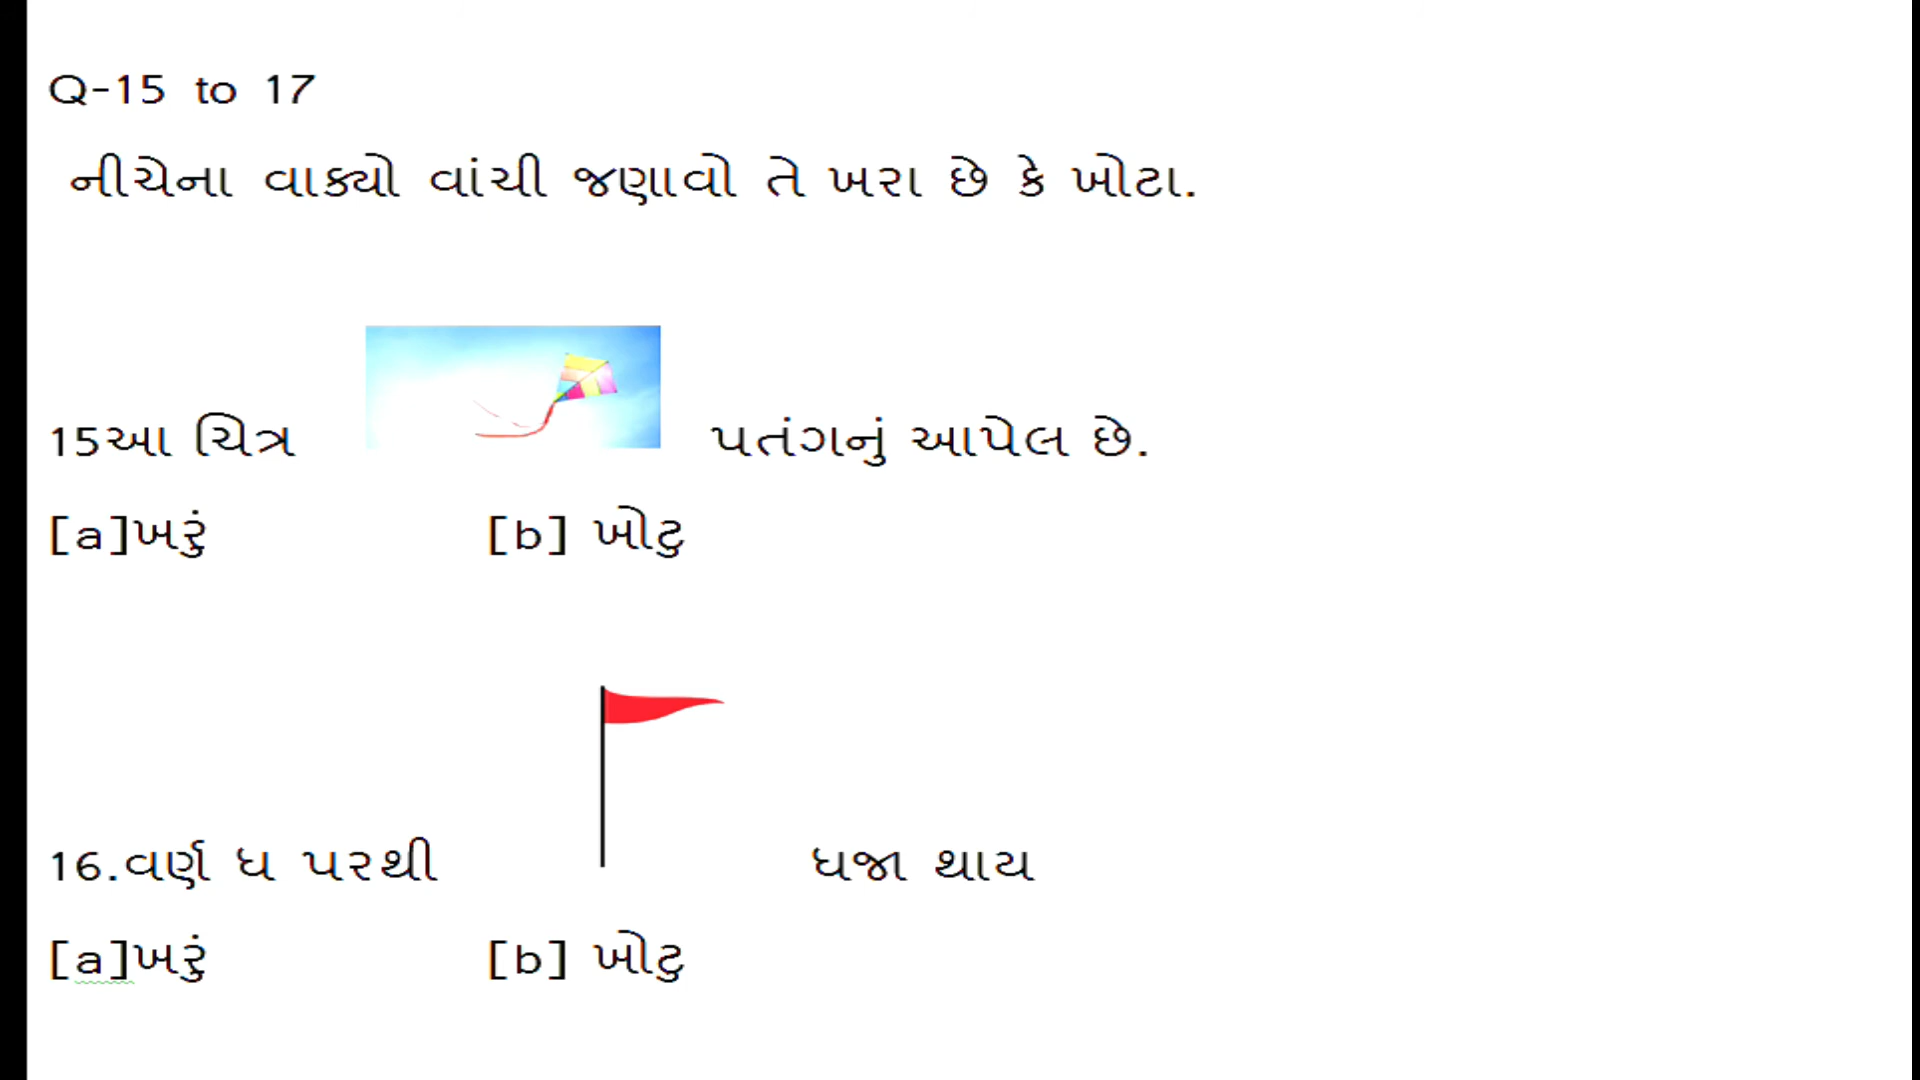 Q-15 to 17
નીચેના વાક્યો વાંચી જણાવો તે ખરા છે કે ખોટા.
15આ ચિત્ર પતંગનું આપેલ છે.
[a]ખરું [b] ખોટુ
16.વર્ણ ધ પરથી ધજા થાય
[a]ખરું [b] ખોટુ